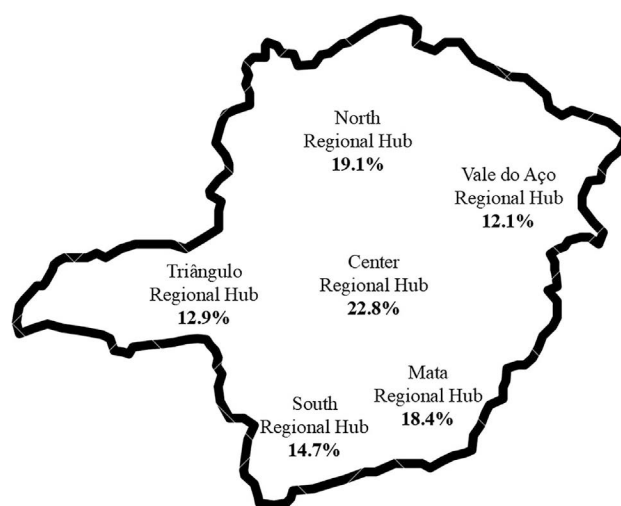 North
Regional Hub
19.1%
Vale do Aço
Regional Hub
12.1%
Triângulo
Regional Hub
12.9%
Center
Regional Hub
22.8%
Mata
Regional Hub
18.4%
South
Regional Hub
14.7%